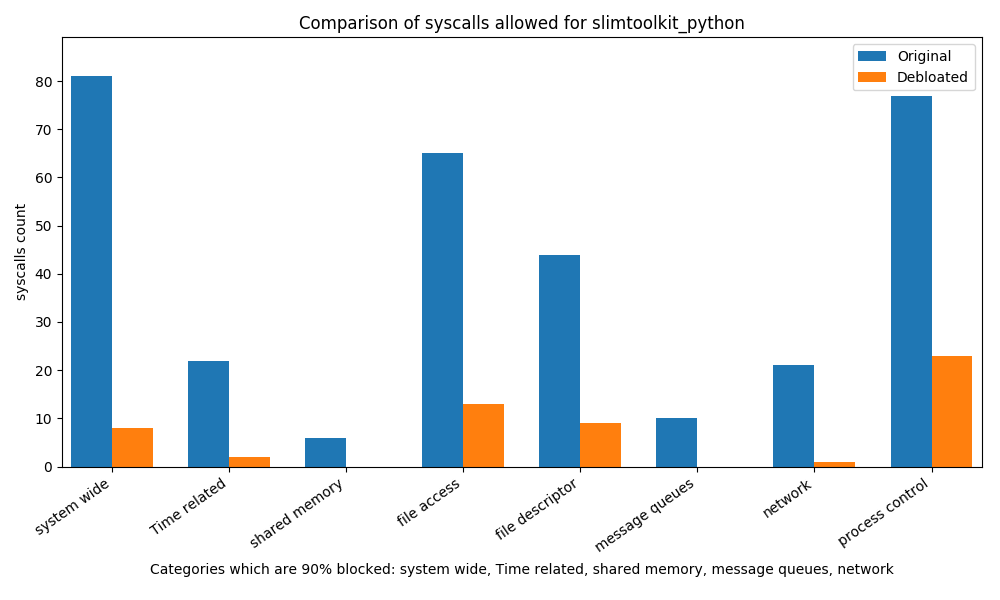 Comparison of syscalls allowed for slimtoolkit_python
Original
Debloated
syscalls count
80
70
60
50
40
30
20
10
0
system wide
Time related
shared memory
file access
file descriptor
message queues
network
process control
Categories which are 90% blocked: system wide, Time related, shared memory, message queues, network